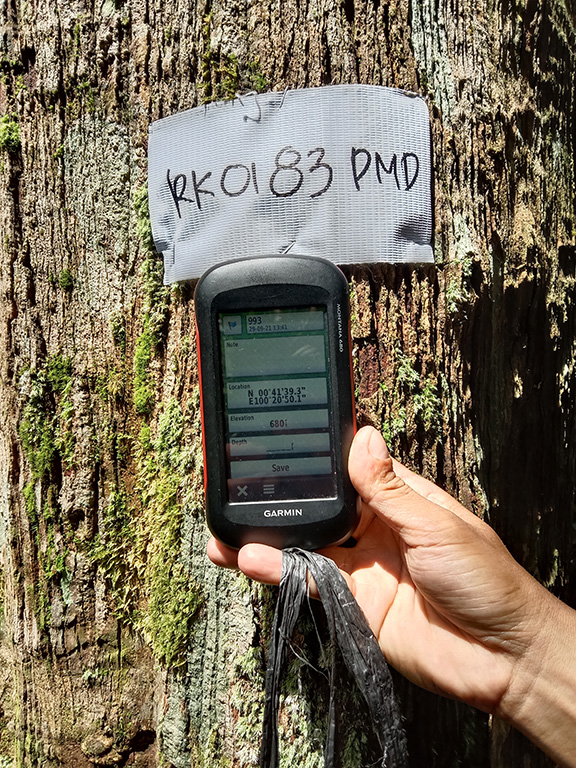 RK0183 PMD
MONTANA 680
993
Note
Location
N 00°41'39.3"
E100°20'50.1"
Elevation
680
Depth
Save
GARMIN